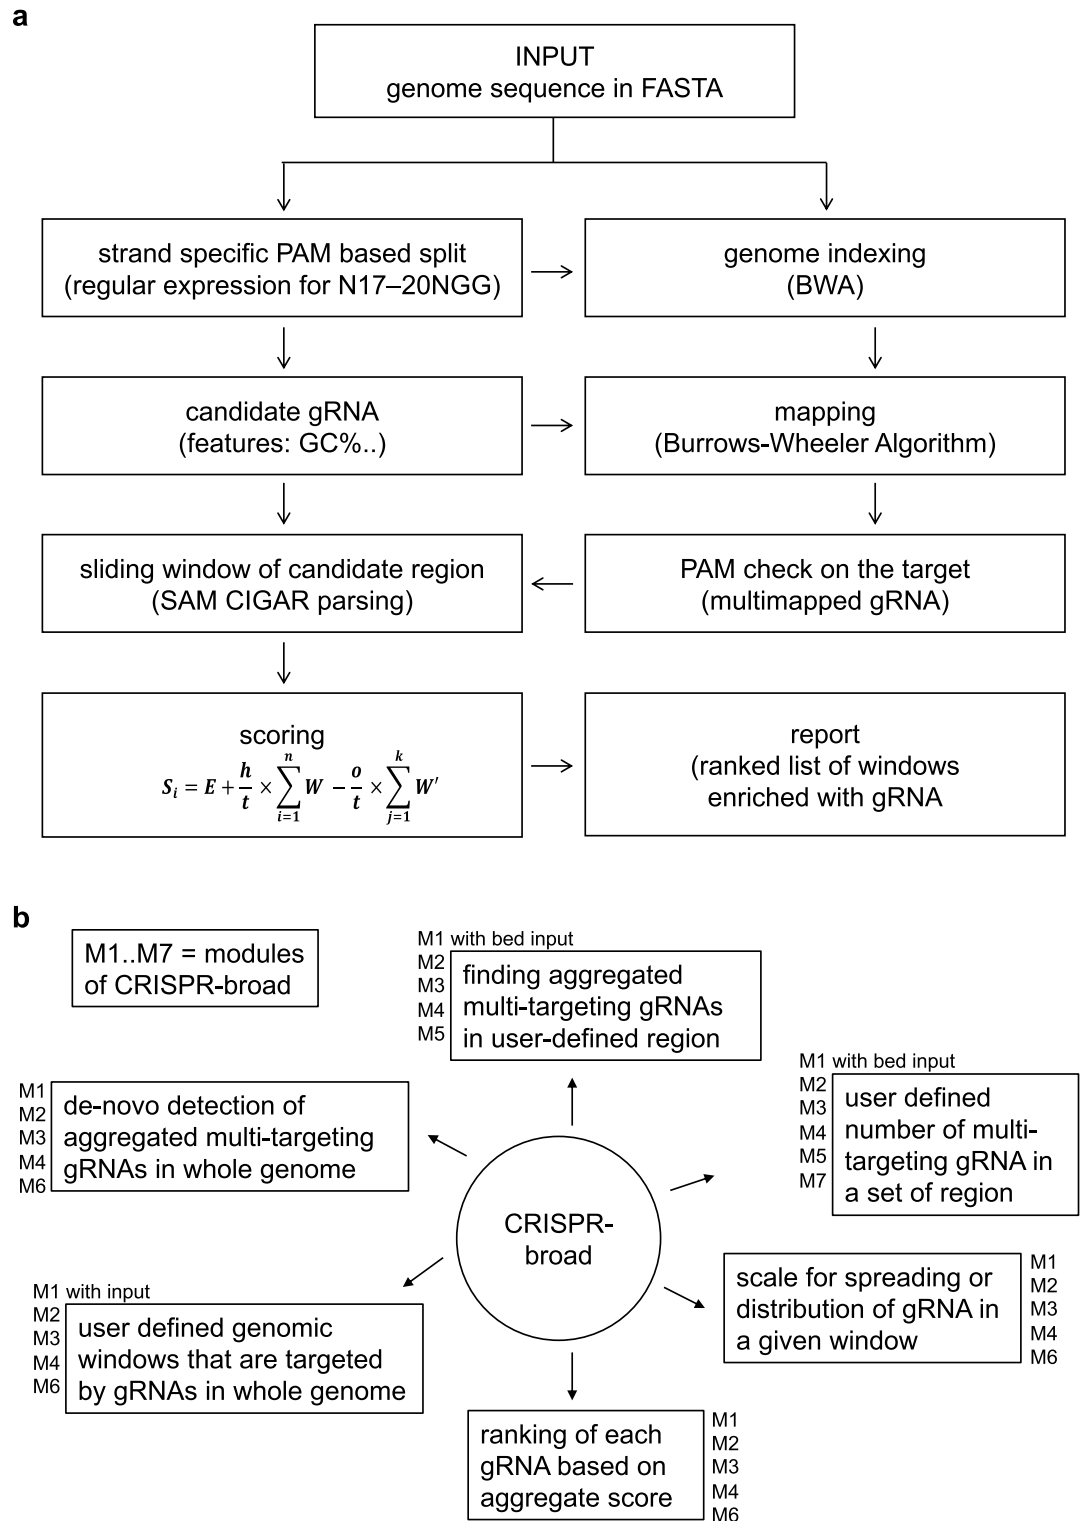 a
INPUT
genome sequence in FASTA
strand specific PAM based split
(regular expression for N17–20NGG)
genome indexing
(BWA)
candidate gRNA
(features: GC%..)
mapping
(Burrows-Wheeler Algorithm)
sliding window of candidate region
(SAM CIGAR parsing)
PAM check on the target
(multimapped gRNA)
scoring
S_i = E + h/t × ∑_{i=1}^{n} W − o/t × ∑_{j=1}^{k} W′
report
(ranked list of windows
enriched with gRNA
b
M1..M7 = modules
of CRISPR-broad
M1 with bed input
M2
M3
M4
M5
finding aggregated
multi-targeting gRNAs
in user-defined region
M1 with bed input
M2
M3
M4
M5
M7
user defined
number of multi-
targeting gRNA in
a set of region
M1
M2
M3
M4
M6
de-novo detection of
aggregated multi-targeting
gRNAs in whole genome
CRISPR-
broad
scale for spreading or
distribution of gRNA in
a given window
M1
M2
M3
M4
M6
M1 with input
M2
M3
M4
M6
user defined genomic
windows that are targeted
by gRNAs in whole genome
ranking of each
gRNA based on
aggregate score
M1
M2
M3
M4
M6